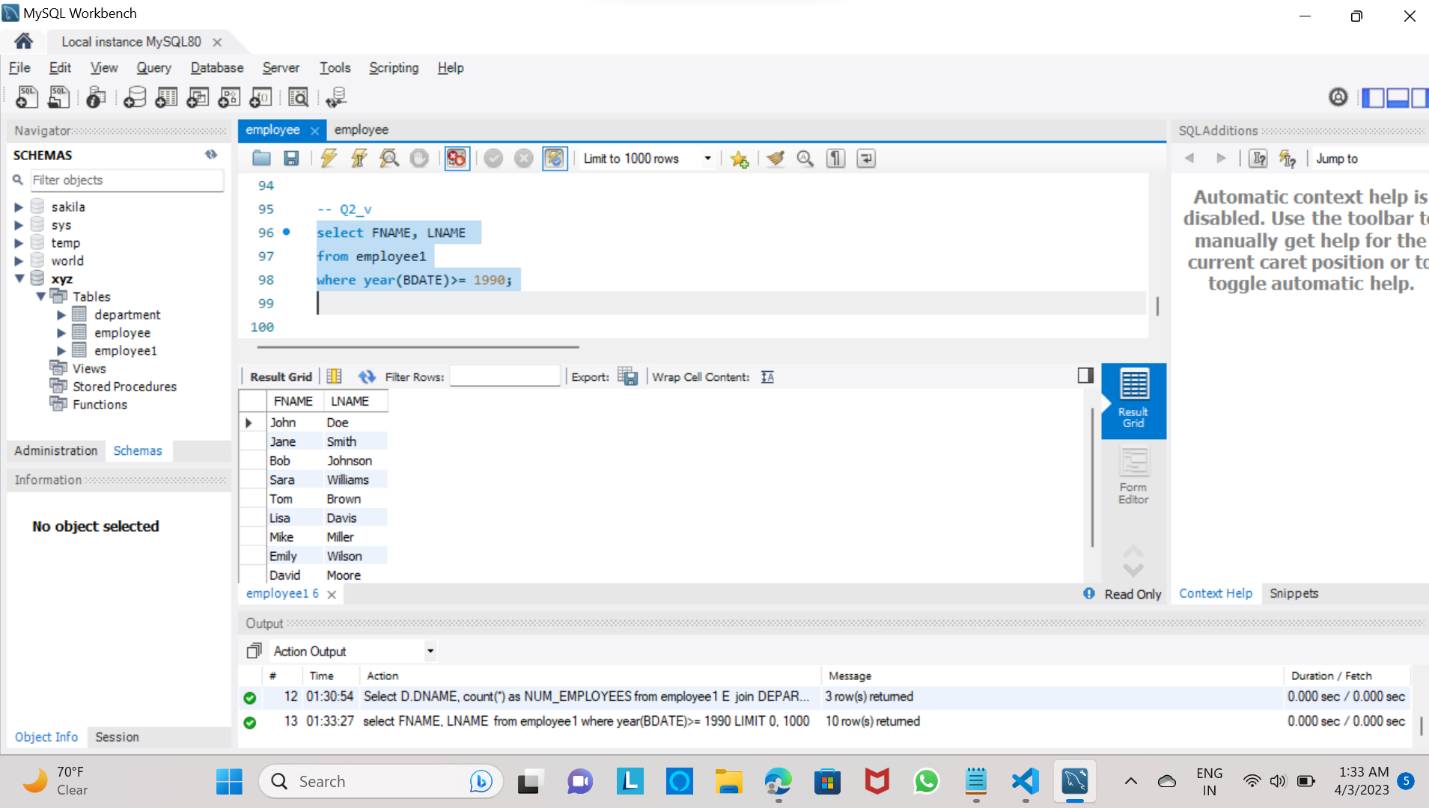 MySQL Workbench
Local instance MySQL80
File Edit View Query Database Server Tools Scripting Help
Navigator
SCHEMAS
Filter objects
sakila
sys
temp
world
xyz
Tables
department
employee
employee1
Views
Stored Procedures
Functions
Administration Schemas
Information
No object selected
Object Info Session
employee employee
Limit to 1000 rows
94
95 -- Q2_v
96 select FNAME, LNAME
97 from employee1
98 where year(BDATE)>= 1990;
99
100
Result Grid Filter Rows: Export: Wrap Cell Content:
FNAME LNAME
John Doe
Jane Smith
Bob Johnson
Sara Williams
Tom Brown
Lisa Davis
Mike Miller
Emily Wilson
David Moore
Result
Grid
Form
Editor
employee1 6 Read Only
SQLAdditions
Jump to
Automatic context help is
disabled. Use the toolbar to
manually get help for the
current caret position or to
toggle automatic help.
Context Help Snippets
Output
Action Output
# Time Action Message Duration / Fetch
12 01:30:54 Select D.DNAME, count(*) as NUM_EMPLOYEES from employee1 E join DEPAR... 3 row(s) returned 0.000 sec / 0.000 sec
13 01:33:27 select FNAME, LNAME from employee1 where year(BDATE)>= 1990 LIMIT 0, 1000 10 row(s) returned 0.000 sec / 0.000 sec
70°F
Clear
Search
ENG
IN
1:33 AM
4/3/2023
5